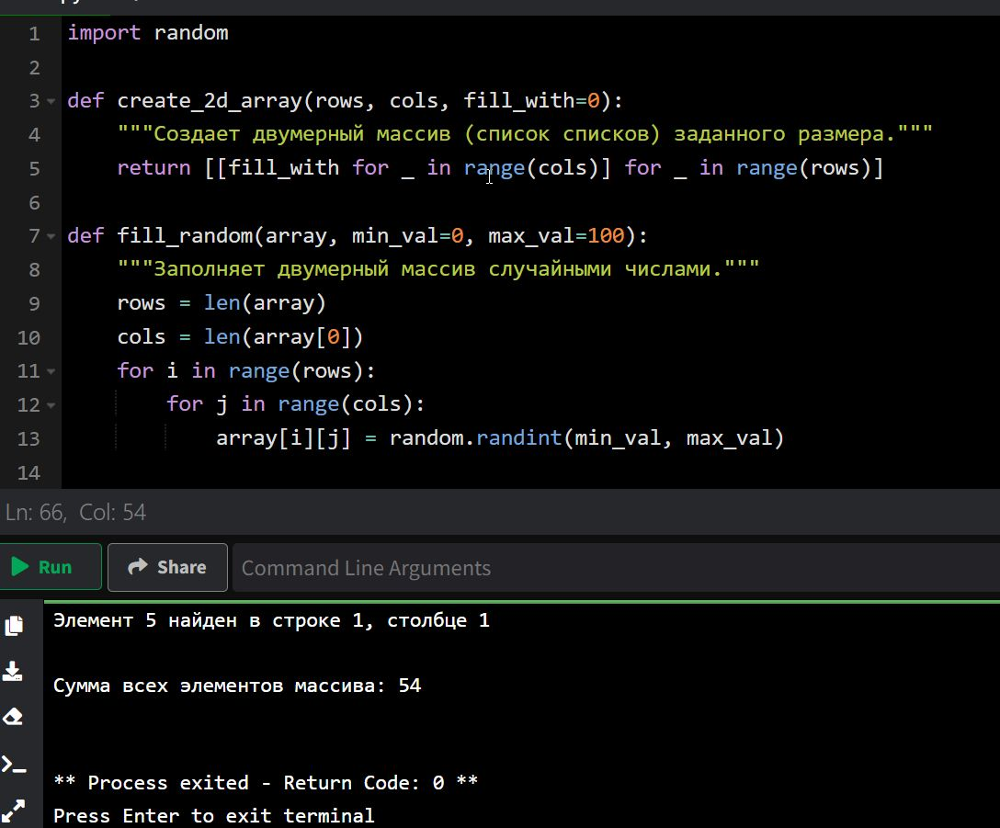 1 import random
2
3 def create_2d_array(rows, cols, fill_with=0):
4     """Создает двумерный массив (список списков) заданного размера."""
5     return [[fill_with for _ in range(cols)] for _ in range(rows)]
6
7 def fill_random(array, min_val=0, max_val=100):
8     """Заполняет двумерный массив случайными числами."""
9     rows = len(array)
10     cols = len(array[0])
11     for i in range(rows):
12         for j in range(cols):
13             array[i][j] = random.randint(min_val, max_val)
14
Ln: 66, Col: 54
Run Share Command Line Arguments
Элемент 5 найден в строке 1, столбце 1
Сумма всех элементов массива: 54
** Process exited - Return Code: 0 **
Press Enter to exit terminal